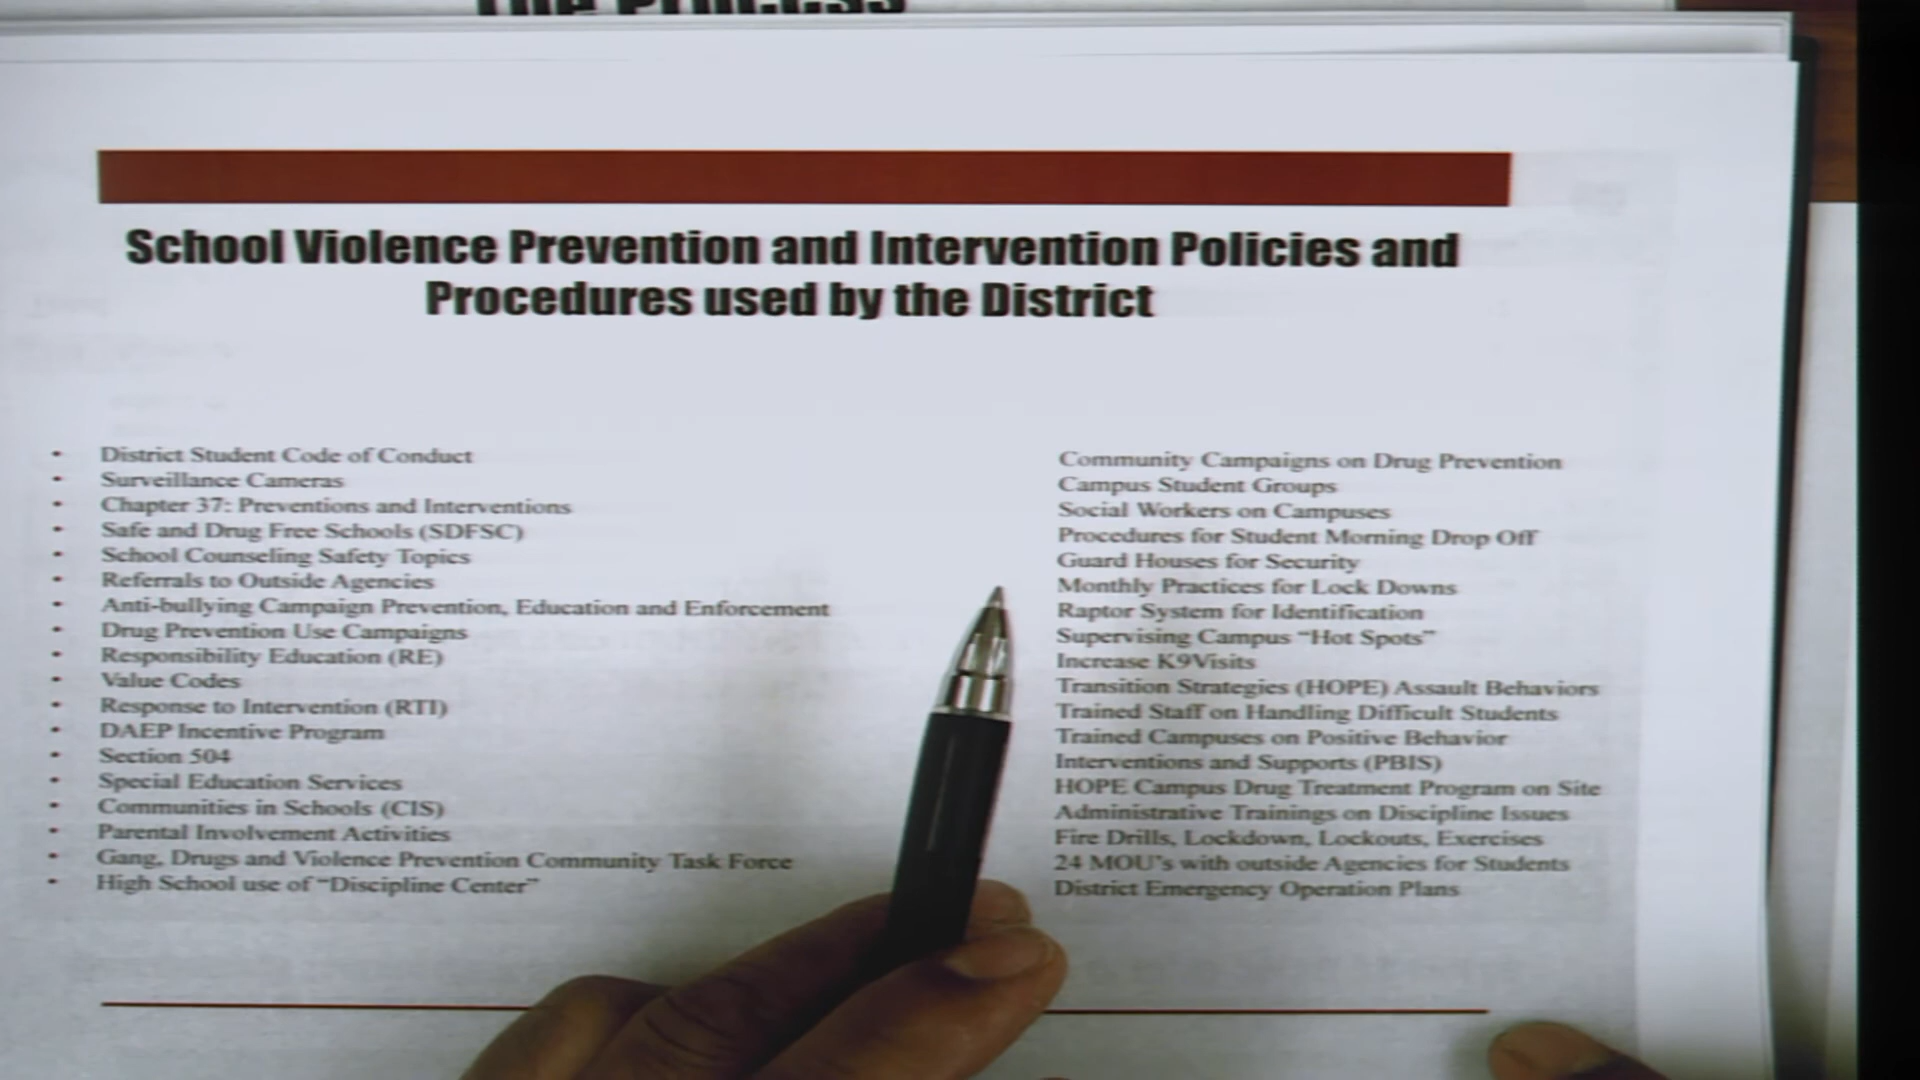 The Process
School Violence Prevention and Intervention Policies and
Procedures used by the District
• District Student Code of Conduct
• Surveillance Cameras
• Chapter 37: Preventions and Interventions
• Safe and Drug Free Schools (SDFSC)
• School Counseling Safety Topics
• Referrals to Outside Agencies
• Anti-bullying Campaign Prevention, Education and Enforcement
• Drug Prevention Use Campaigns
• Responsibility Education (RE)
• Value Codes
• Response to Intervention (RTI)
• DAEP Incentive Program
• Section 504
• Special Education Services
• Communities in Schools (CIS)
• Parental Involvement Activities
• Gang, Drugs and Violence Prevention Community Task Force
• High School use of “Discipline Center”
Community Campaigns on Drug Prevention
Campus Student Groups
Social Workers on Campuses
Procedures for Student Morning Drop Off
Guard Houses for Security
Monthly Practices for Lock Downs
Raptor System for Identification
Supervising Campus “Hot Spots”
Increase K9Visits
Transition Strategies (HOPE) Assault Behaviors
Trained Staff on Handling Difficult Students
Trained Campuses on Positive Behavior
Interventions and Supports (PBIS)
HOPE Campus Drug Treatment Program on Site
Administrative Trainings on Discipline Issues
Fire Drills, Lockdown, Lockouts, Exercises
24 MOU’s with outside Agencies for Students
District Emergency Operation Plans